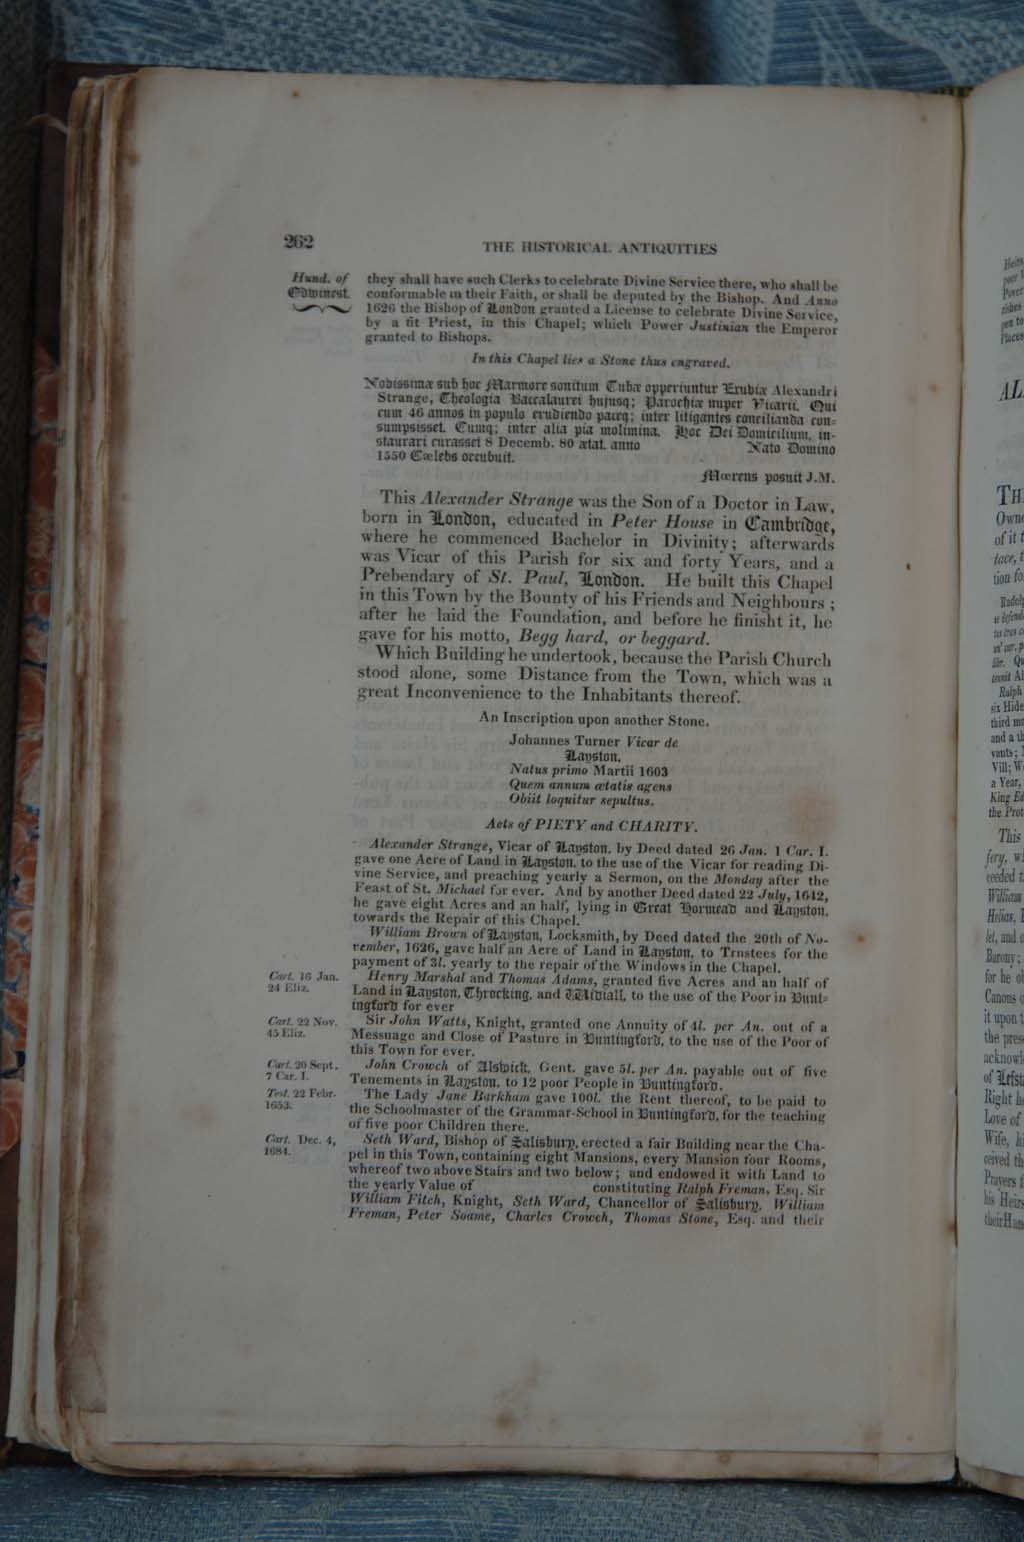 262
THE HISTORICAL ANTIQUITIES
Hund. of
Edwinest.
they shall have such Clerks to celebrate Divine Service there, who shall be
conformable in their Faith, or shall be deputed by the Bishop. And Anno
1626 the Bishop of London granted a License to celebrate Divine Service,
by a fit Priest, in this Chapel; which Power Justinian the Emperor
granted to Bishops.
In this Chapel lies a Stone thus engraved.
Novissimæ sub hoc Marmore sonitum Tubæ opperiuntur Exubiæ Alexandri
Strange, Theologia Baccalaurei hujusq; Parochiæ nuper Vicarii. Qui
cum 46 annos in populo erudiendo paceq; inter litigantes concilianda con=
sumpsisset. Cumq; inter alia pia molimina. Hoc Dei Domicilium, in-
staurari curasset 8 Decemb. 80 ætat. anno Nato Domino
1550 Cælebs occubuit.
Mœrens posuit J.M.
This Alexander Strange was the Son of a Doctor in Law,
born in London, educated in Peter House in Cambridge,
where he commenced Bachelor in Divinity; afterwards
was Vicar of this Parish for six and forty Years, and a
Prebendary of St. Paul, London. He built this Chapel
in this Town by the Bounty of his Friends and Neighbours;
after he laid the Foundation, and before he finisht it, he
gave for his motto, Begg hard, or beggard.
Which Building he undertook, because the Parish Church
stood alone, some Distance from the Town, which was a
great Inconvenience to the Inhabitants thereof.
An Inscription upon another Stone.
Johannes Turner Vicar de
Layston,
Natus primo Martii 1603
Quem annum ætatis agens
Obiit loquitur sepultus.
Acts of PIETY and CHARITY.
Alexander Strange, Vicar of Layston, by Deed dated 26 Jan. 1 Car. I.
gave one Acre of Land in Layston, to the use of the Vicar for reading Di-
vine Service, and preaching yearly a Sermon, on the Monday after the
Feast of St. Michael for ever. And by another Deed dated 22 July, 1642,
he gave eight Acres and an half, lying in Great Hormead and Layston,
towards the Repair of this Chapel.
William Brown of Layston, Locksmith, by Deed dated the 20th of No-
vember, 1626, gave half an Acre of Land in Layston, to Trustees for the
payment of 3l. yearly to the repair of the Windows in the Chapel.
Cart. 16 Jan.
24 Eliz.
Henry Marshal and Thomas Adams, granted five Acres and an half of
Land in Layston, Throcking, and Widiall, to the use of the Poor in Bunt=
ingford for ever
Cart. 22 Nov.
45 Eliz.
Sir John Watts, Knight, granted one Annuity of 4l. per An. out of a
Messuage and Close of Pasture in Buntingford, to the use of the Poor of
this Town for ever.
Cart. 20 Sept.
7 Car. I.
John Crowch of Alswick, Gent. gave 5l. per An. payable out of five
Tenements in Layston, to 12 poor People in Buntingford.
Test. 22 Febr.
1653.
The Lady Jane Barkham gave 100l. the Rent thereof, to be paid to
the Schoolmaster of the Grammar-School in Buntingford, for the teaching
of five poor Children there.
Cart. Dec. 4,
1684.
Seth Ward, Bishop of Salisbury, erected a fair Building near the Cha-
pel in this Town, containing eight Mansions, every Mansion four Rooms,
whereof two above Stairs and two below; and endowed it with Land to
the yearly Value of constituting Ralph Freman, Esq. Sir
William Fitch, Knight, Seth Ward, Chancellor of Salisbury, William
Freman, Peter Soame, Charles Crowch, Thomas Stone, Esq. and their